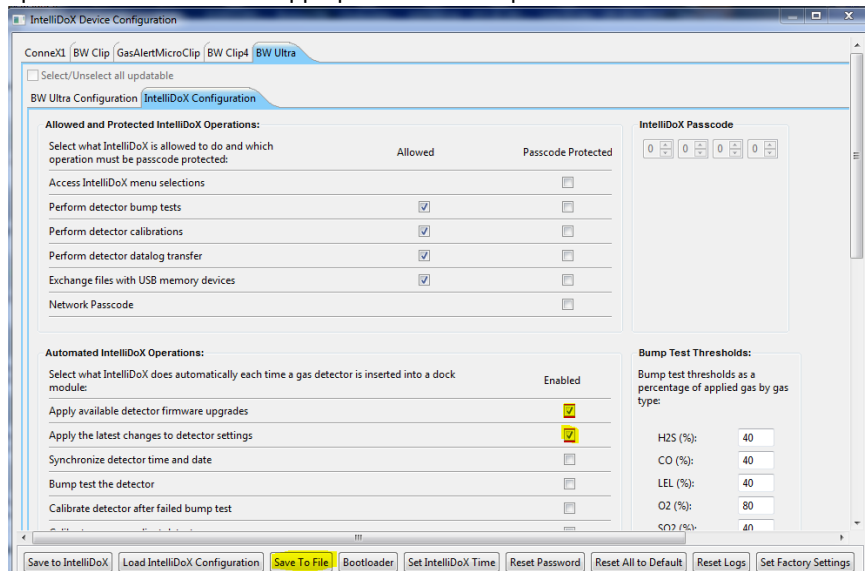 IntelliDoX Device Configuration
ConneX1 BW Clip GasAlertMicroClip BW Clip4 BW Ultra
Select/Unselect all updatable
BW Ultra Configuration IntelliDoX Configuration
Allowed and Protected IntelliDoX Operations:
IntelliDoX Passcode
Select what IntelliDoX is allowed to do and which
operation must be passcode protected:
Allowed Passcode Protected
0 0 0 0
Access IntelliDoX menu selections
Perform detector bump tests
Perform detector calibrations
Perform detector datalog transfer
Exchange files with USB memory devices
Network Passcode
Automated IntelliDoX Operations:
Bump Test Thresholds:
Select what IntelliDoX does automatically each time a gas detector is inserted into a dock
module:
Enabled
Bump test thresholds as a
percentage of applied gas by gas
type:
Apply available detector firmware upgrades
Apply the latest changes to detector settings
H2S (%): 40
Synchronize detector time and date
CO (%): 40
Bump test the detector
LEL (%): 40
Calibrate detector after failed bump test
O2 (%): 80
SO2 (%): 40
Save to IntelliDoX Load IntelliDoX Configuration Save To File Bootloader Set IntelliDoX Time Reset Password Reset All to Default Reset Logs Set Factory Settings